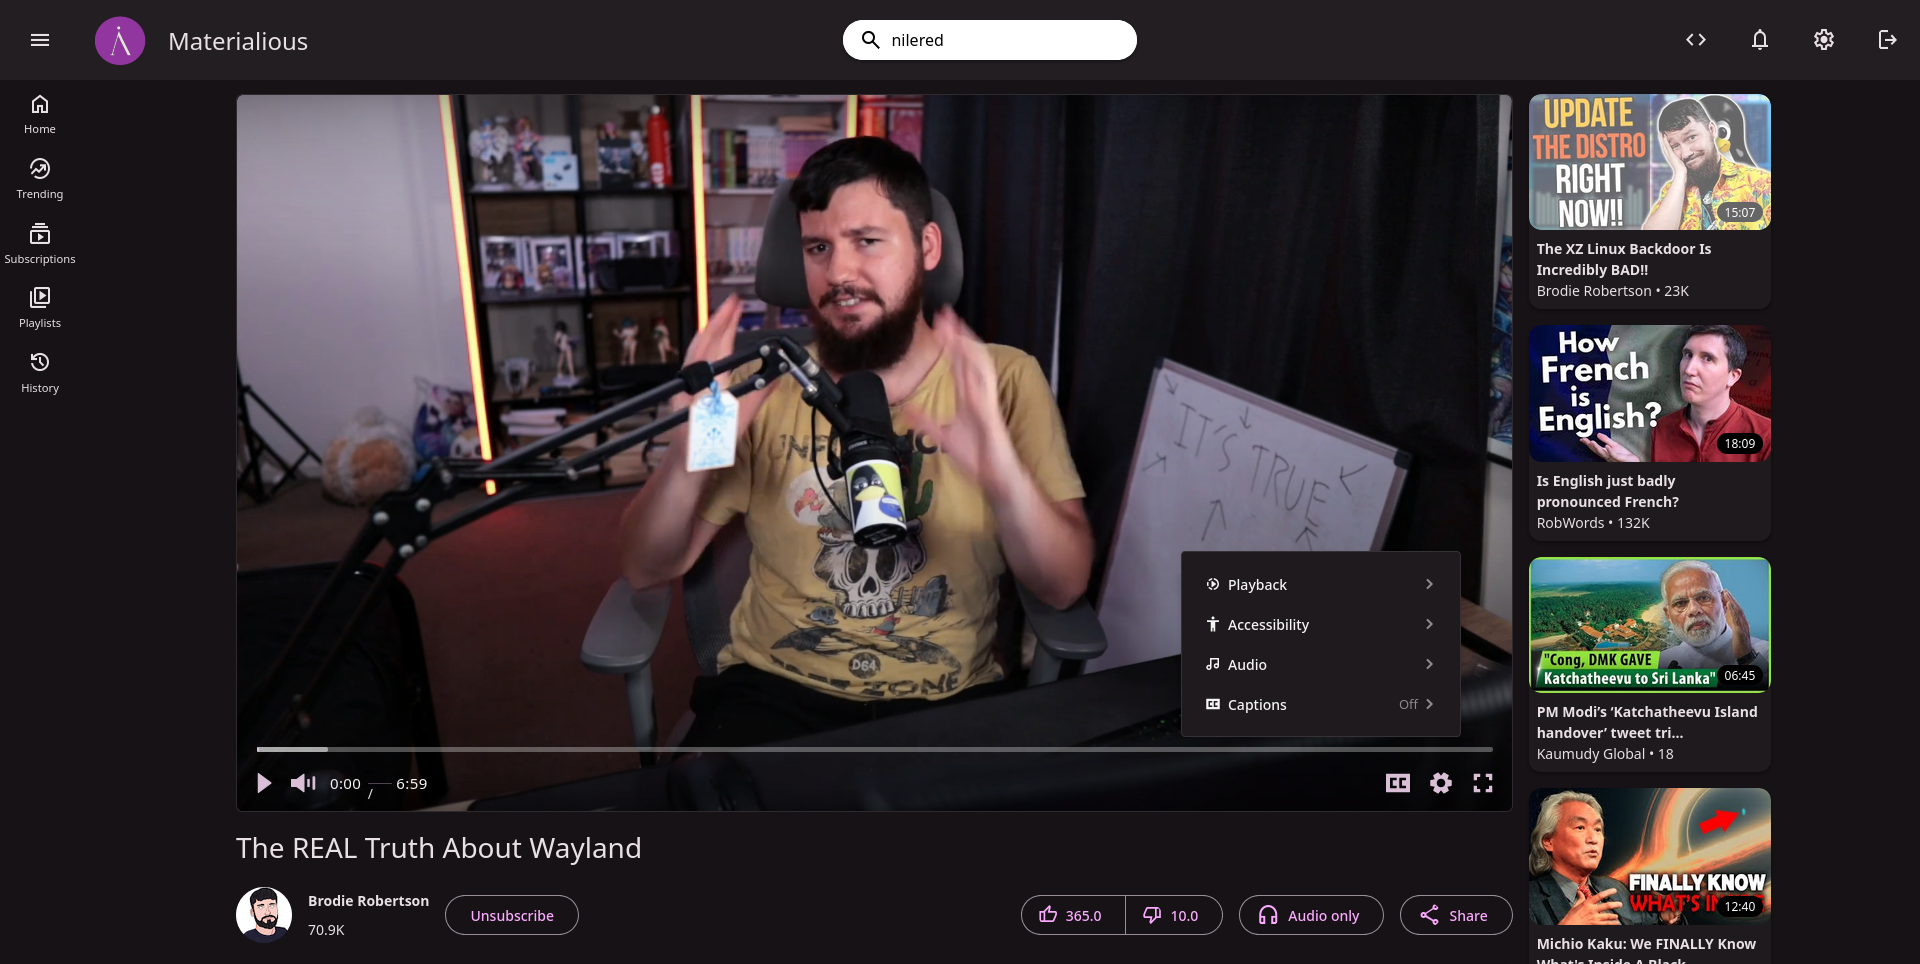 Materialious
nilered
Home
Trending
Subscriptions
Playlists
History
IT'S TRUE
D64
Playback
Accessibility
Audio
Captions
Off
0:00 / 6:59
The REAL Truth About Wayland
Brodie Robertson
70.9K
Unsubscribe
365.0
10.0
Audio only
Share
UPDATE
THE DISTRO
RIGHT
NOW!!
15:07
The XZ Linux Backdoor Is
Incredibly BAD!!
Brodie Robertson • 23K
How
French
is
English?
18:09
Is English just badly
pronounced French?
RobWords • 132K
"Cong, DMK GAVE
Katchatheevu to Sri Lanka"
06:45
PM Modi's ‘Katchatheevu Island
handover’ tweet tri...
Kaumudy Global • 18
FINALLY KNOW
WHAT'S
12:40
Michio Kaku: We FINALLY Know
What's Inside A Black